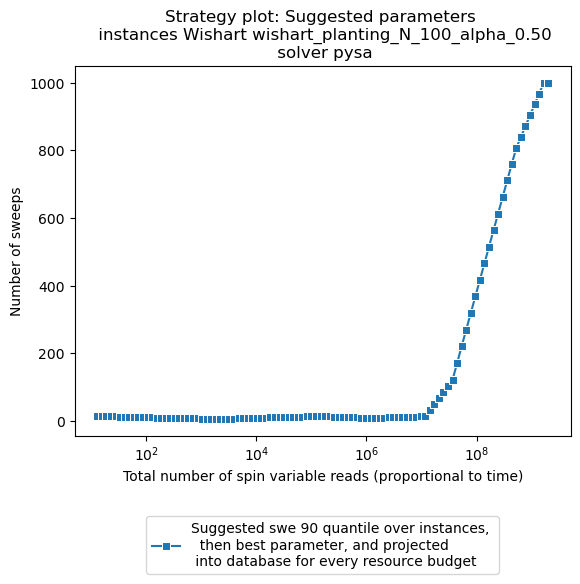 Strategy plot: Suggested parameters
instances Wishart wishart_planting_N_100_alpha_0.50
solver pysa
1000
800
600
400
200
0
Number of sweeps
10^2
10^4
10^6
10^8
Total number of spin variable reads (proportional to time)
Suggested swe 90 quantile over instances,
then best parameter, and projected
into database for every resource budget